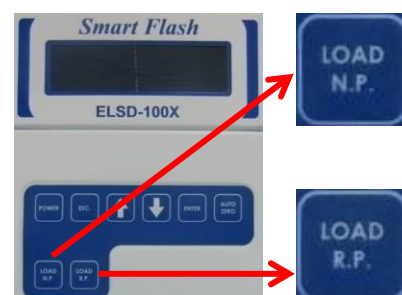 Smart Flash
ELSD-100X
POWER
ESC
ENTER
AUTO
ZERO
LOAD
N.P.
LOAD
R.P.
LOAD
N.P.
LOAD
R.P.